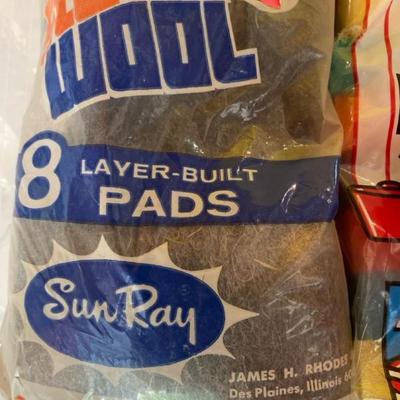 WOOL
8 LAYER-BUILT
PADS
Sun Ray
JAMES H. RHODES
Des Plaines, Illinois